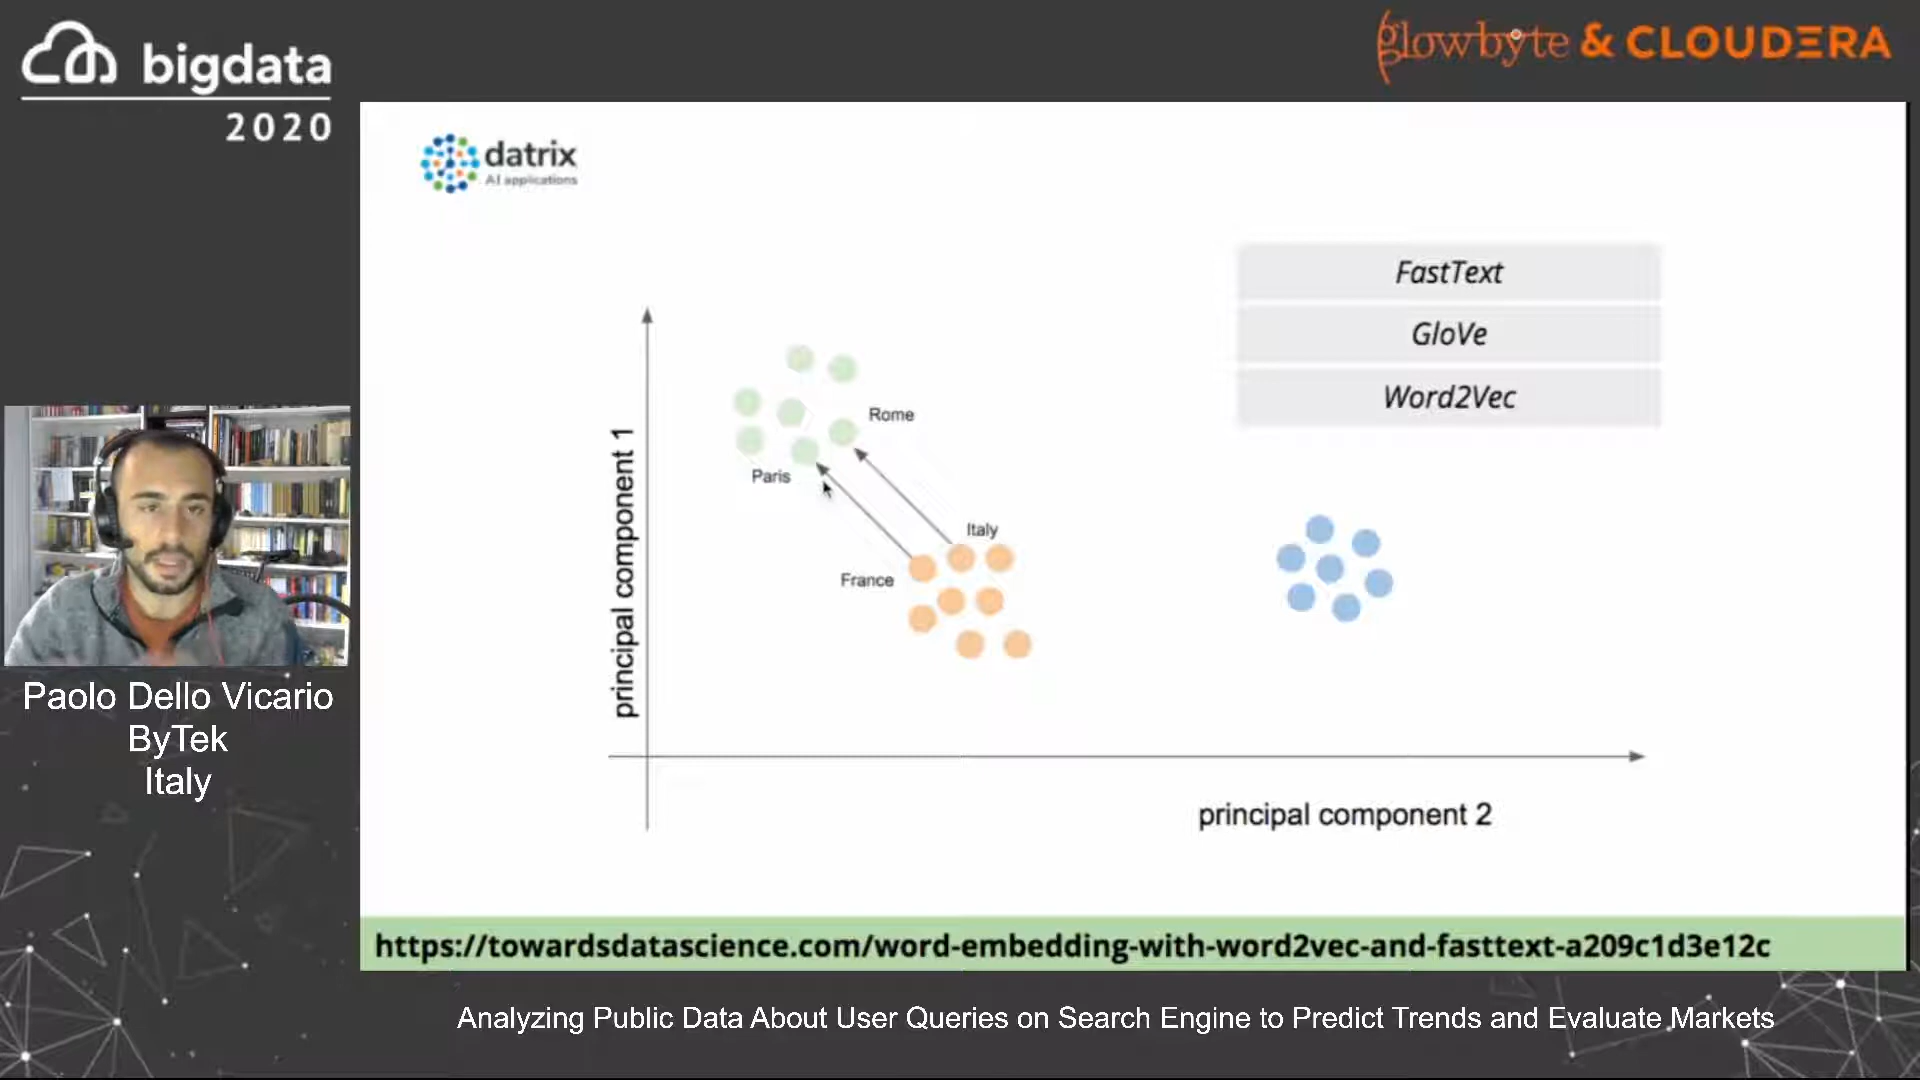 bigdata
2020
glowbyte & CLOUDERA
datrix
AI applications
FastText
GloVe
Word2Vec
principal component 1
Rome
Paris
Italy
France
principal component 2
https://towardsdatascience.com/word-embedding-with-word2vec-and-fasttext-a209c1d3e12c
Paolo Dello Vicario
ByTek
Italy
Analyzing Public Data About User Queries on Search Engine to Predict Trends and Evaluate Markets